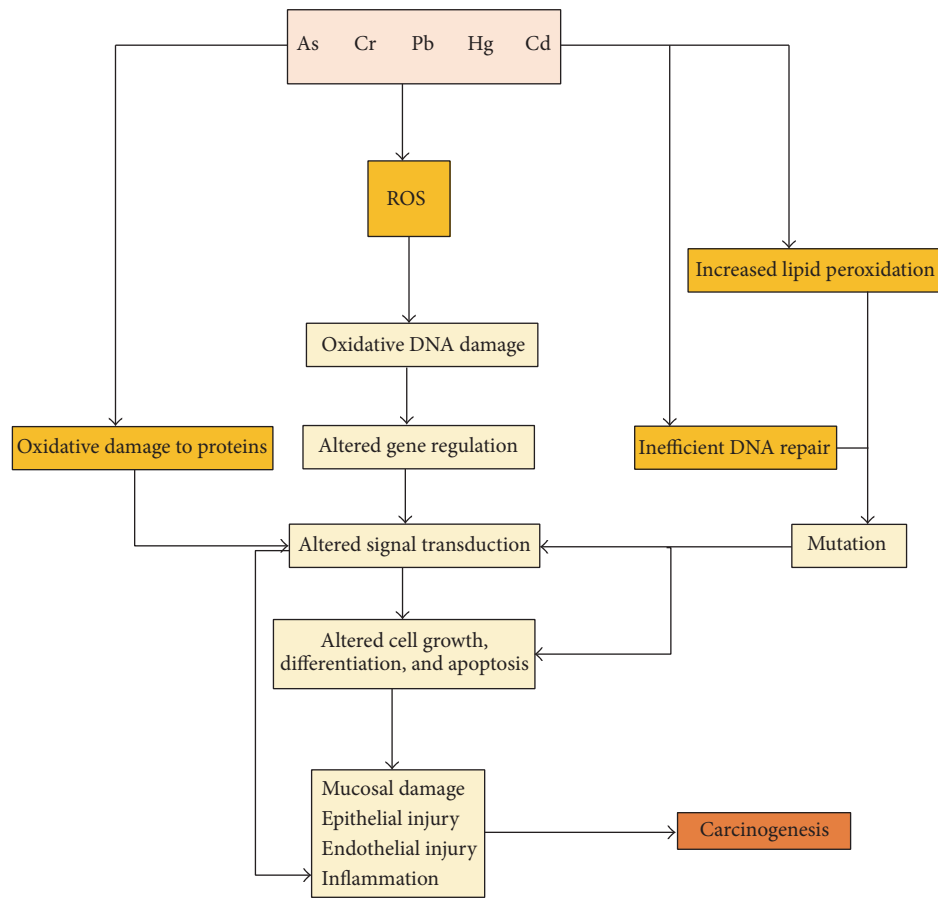 As Cr Pb Hg Cd
ROS
Increased lipid peroxidation
Oxidative DNA damage
Oxidative damage to proteins
Altered gene regulation
Inefficient DNA repair
Altered signal transduction
Mutation
Altered cell growth,
differentiation, and apoptosis
Mucosal damage
Epithelial injury
Endothelial injury
Inflammation
Carcinogenesis